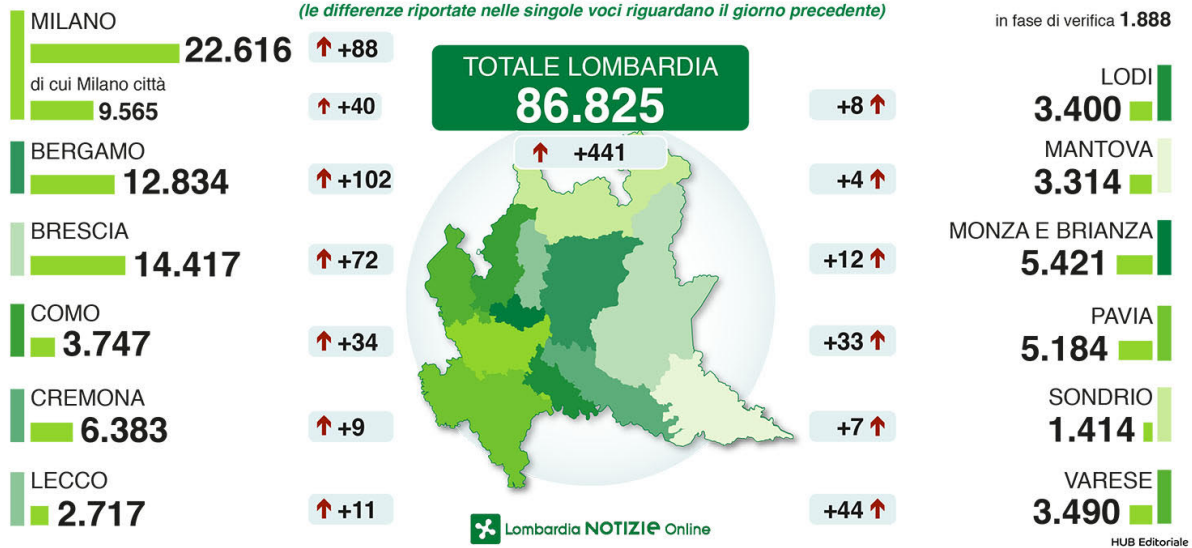 (le differenze riportate nelle singole voci riguardano il giorno precedente)
in fase di verifica 1.888
TOTALE LOMBARDIA
86.825
+441
MILANO
22.616 +88
di cui Milano città
9.565 +40
BERGAMO
12.834 +102
BRESCIA
14.417 +72
COMO
3.747 +34
CREMONA
6.383 +9
LECCO
2.717 +11
LODI
+8 3.400
MANTOVA
+4 3.314
MONZA E BRIANZA
+12 5.421
PAVIA
+33 5.184
SONDRIO
+7 1.414
VARESE
+44 3.490
Lombardia NOTIZIE Online
HUB Editoriale